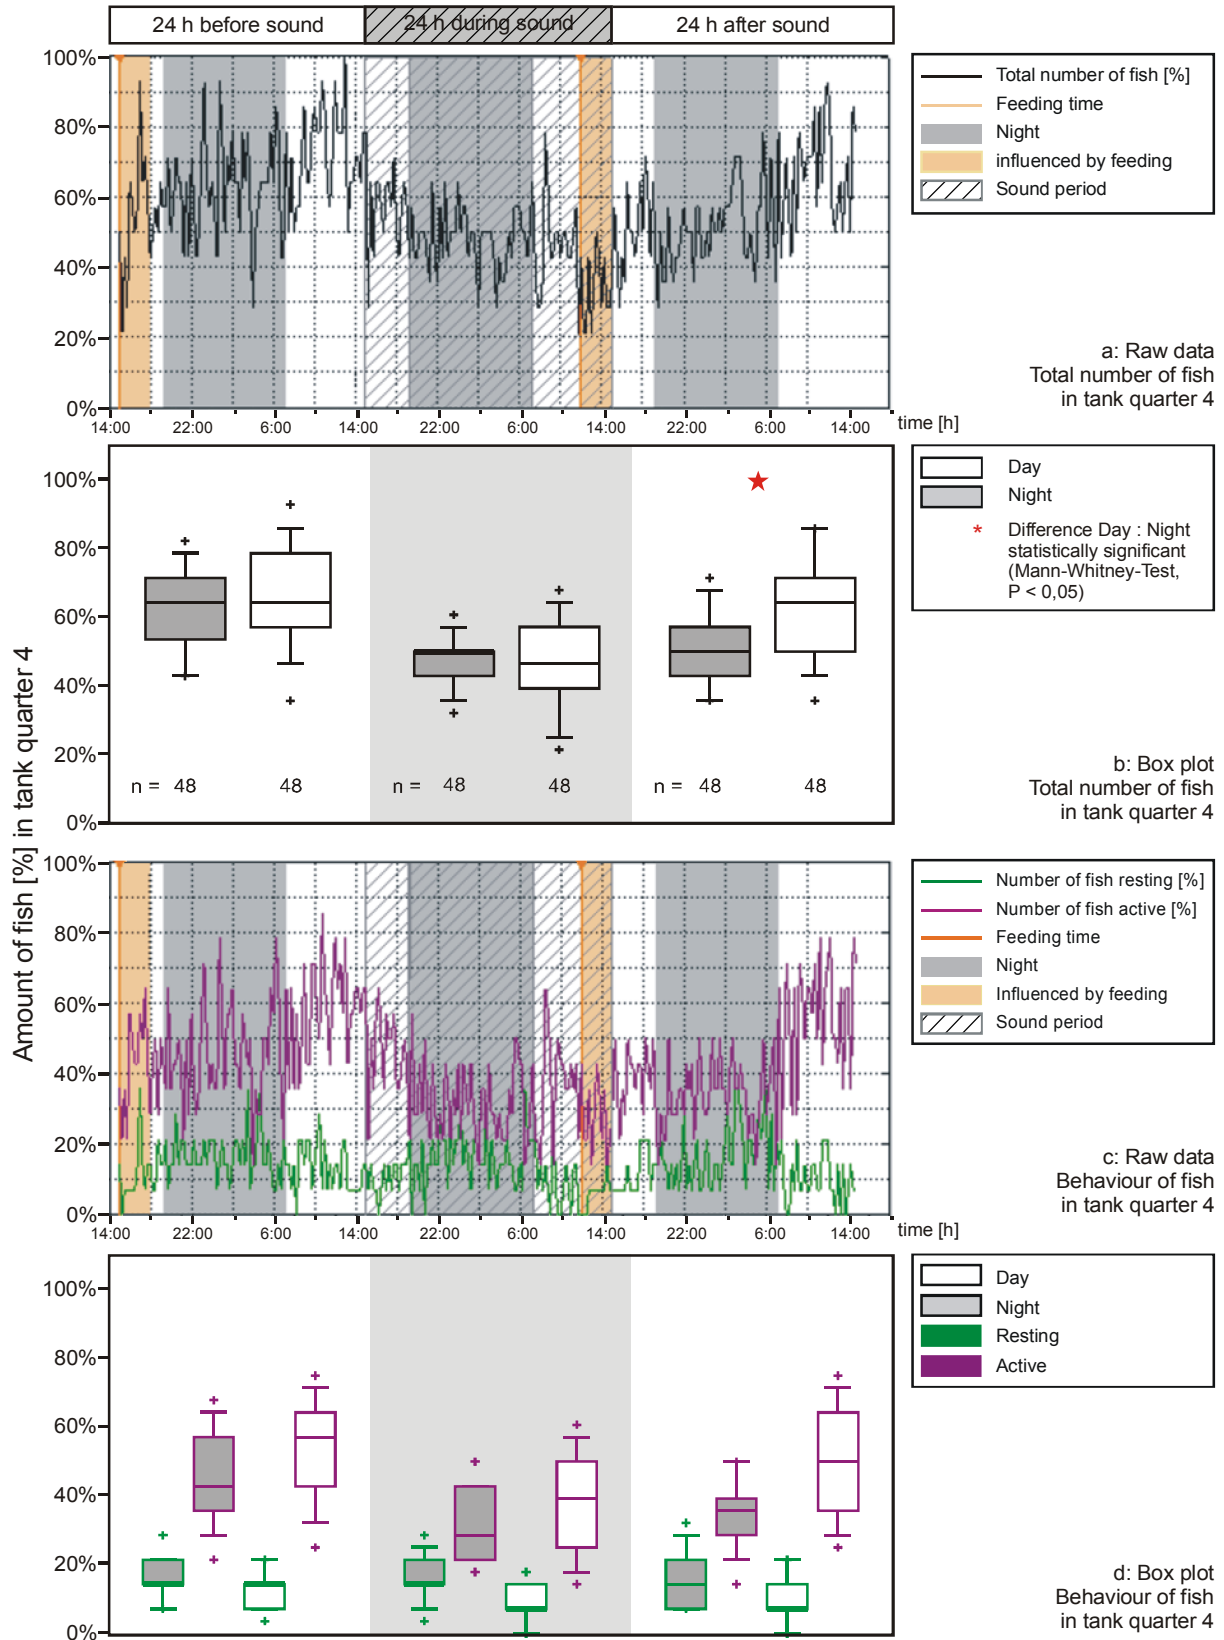 24 h before sound
24 h during sound
24 h after sound
Amount of fish [%] in tank quarter 4
100%
80%
60%
40%
20%
0%
14:00 22:00 6:00 14:00 22:00 6:00 14:00 22:00 6:00 14:00 time [h]
Total number of fish [%]
Feeding time
Night
influenced by feeding
Sound period
a: Raw data
Total number of fish
in tank quarter 4
100%
80%
60%
40%
20%
0%
n = 48 48 n = 48 48 n = 48 48
Day
Night
* Difference Day : Night
statistically significant
(Mann-Whitney-Test,
P < 0,05)
b: Box plot
Total number of fish
in tank quarter 4
100%
80%
60%
40%
20%
0%
14:00 22:00 6:00 14:00 22:00 6:00 14:00 22:00 6:00 14:00 time [h]
Number of fish resting [%]
Number of fish active [%]
Feeding time
Night
Influenced by feeding
Sound period
c: Raw data
Behaviour of fish
in tank quarter 4
100%
80%
60%
40%
20%
0%
Day
Night
Resting
Active
d: Box plot
Behaviour of fish
in tank quarter 4